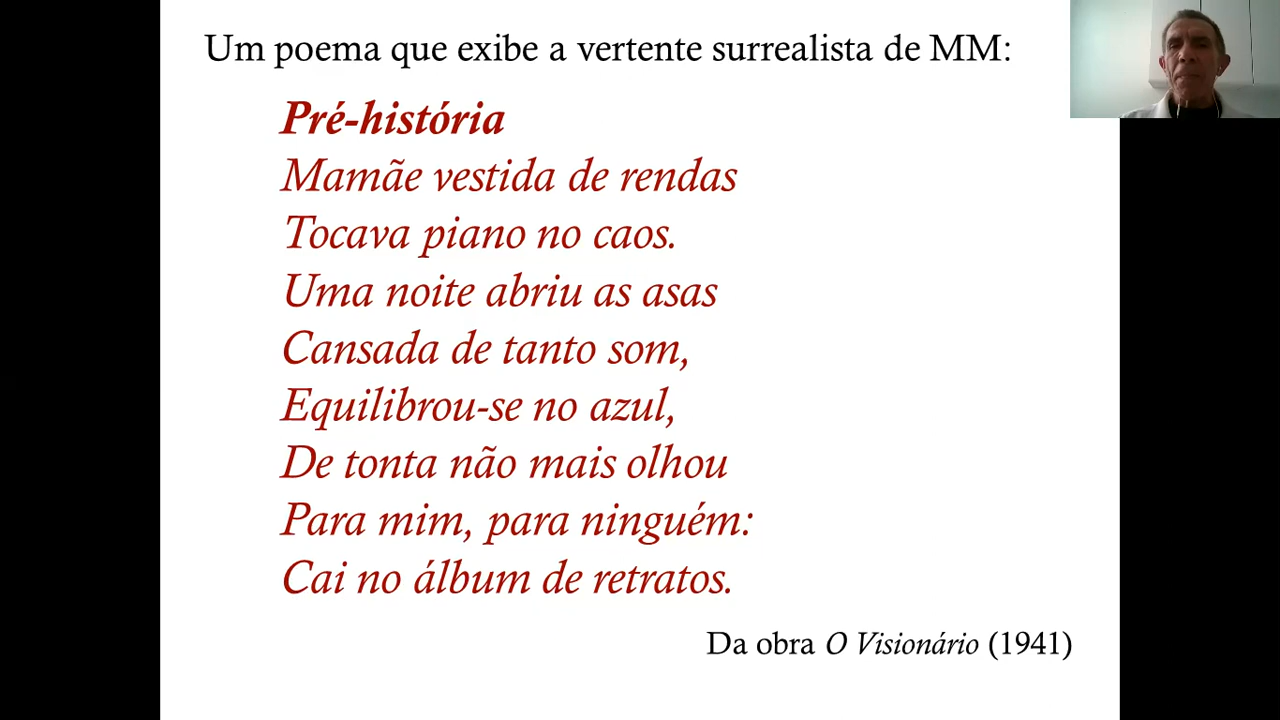 Um poema que exibe a vertente surrealista de MM:
Pré-história
Mamãe vestida de rendas
Tocava piano no caos.
Uma noite abriu as asas
Cansada de tanto som,
Equilibrou-se no azul,
De tonta não mais olhou
Para mim, para ninguém:
Cai no álbum de retratos.
Da obra O Visionário (1941)